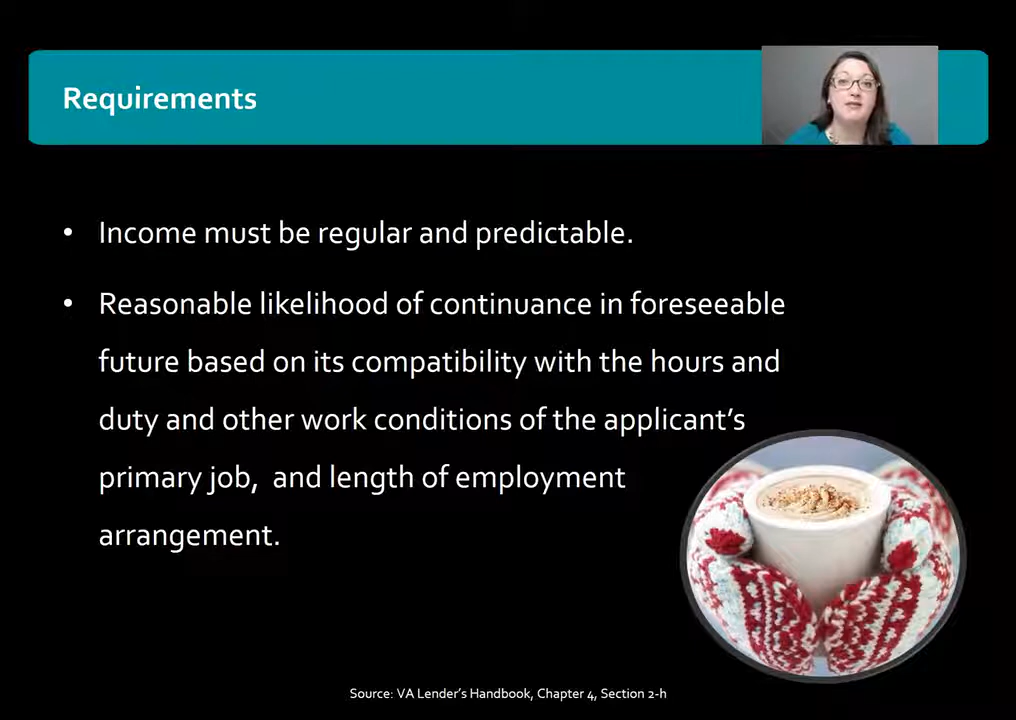 Requirements
• Income must be regular and predictable.
• Reasonable likelihood of continuance in foreseeable
future based on its compatibility with the hours and
duty and other work conditions of the applicant’s
primary job,  and length of employment
arrangement.
Source: VA Lender’s Handbook, Chapter 4, Section 2-h